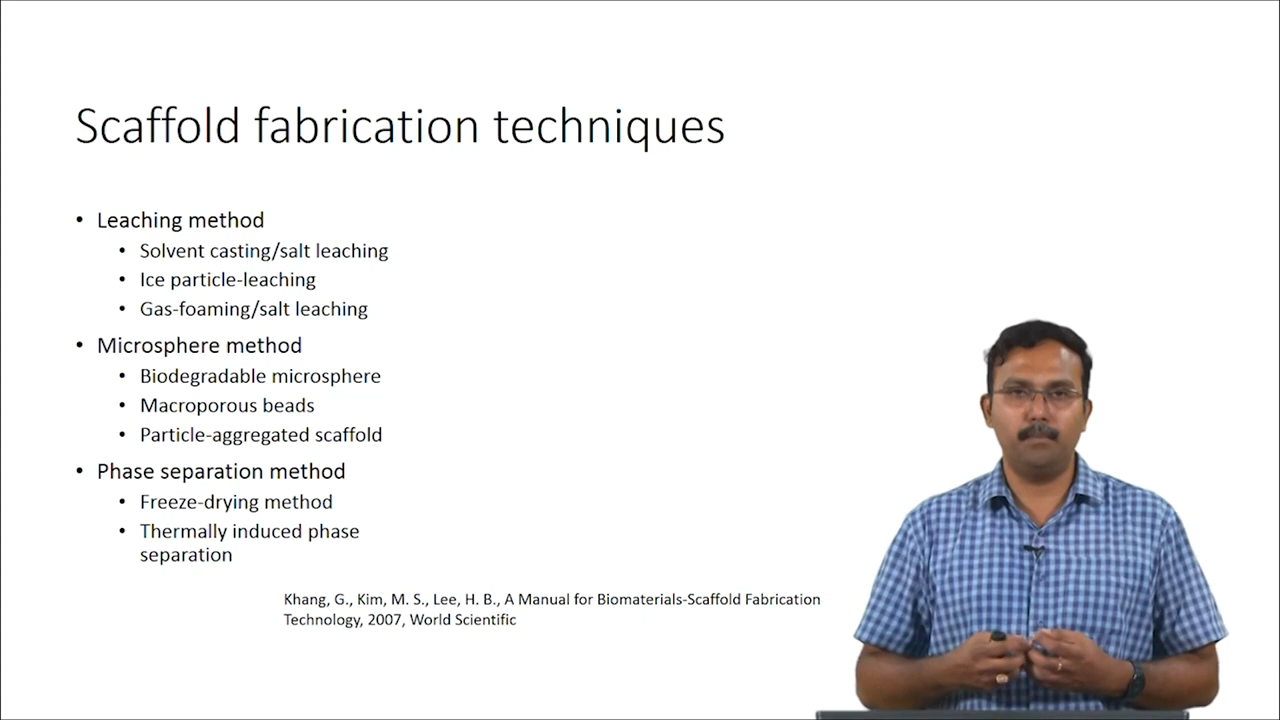 Scaffold fabrication techniques
• Leaching method
• Solvent casting/salt leaching
• Ice particle-leaching
• Gas-foaming/salt leaching
• Microsphere method
• Biodegradable microsphere
• Macroporous beads
• Particle-aggregated scaffold
• Phase separation method
• Freeze-drying method
• Thermally induced phase
separation
Khang, G., Kim, M. S., Lee, H. B., A Manual for Biomaterials-Scaffold Fabrication
Technology, 2007, World Scientific